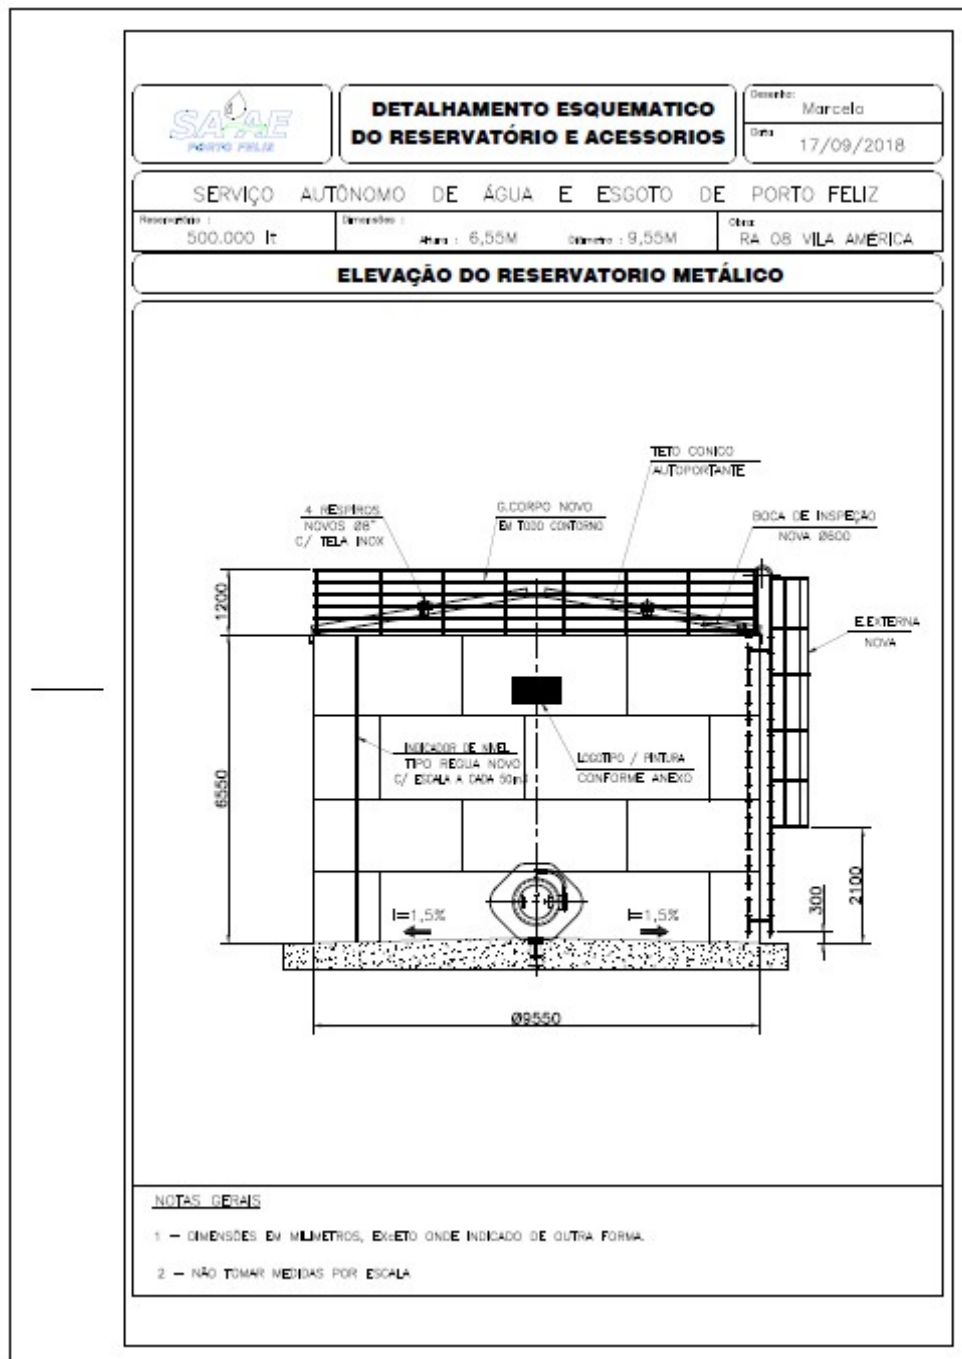 SAAE
PORTO FELIZ
DETALHAMENTO ESQUEMATICO
DO RESERVATÓRIO E ACESSORIOS
Desenho:
Marcelo
Data
17/09/2018
SERVIÇO AUTÔNOMO DE ÁGUA E ESGOTO DE PORTO FELIZ
Reservatório :
500.000 lt
Dimensões :
Altura : 6,55M Diâmetro : 9,55M
Obra:
RA 08 VILA AMÉRICA
ELEVAÇÃO DO RESERVATORIO METÁLICO
TETO CONICO
AUTOPORTANTE
4 RESPIROS
NOVOS Ø8"
C/ TELA INOX
G.CORPO NOVO
EM TODO CONTORNO
BOCA DE INSPEÇÃO
NOVA Ø600
1200
E.EXTERNA
NOVA
INDICADOR DE NIVEL
TIPO REGUA NOVO
C/ ESCALA A CADA 50m3
LOGOTIPO / PINTURA
CONFORME ANEXO
6550
I=1,5%
I=1,5%
300
2100
Ø9550
NOTAS GERAIS
1 – DIMENSÕES EM MILIMETROS, EXCETO ONDE INDICADO DE OUTRA FORMA.
2 – NÃO TOMAR MEDIDAS POR ESCALA